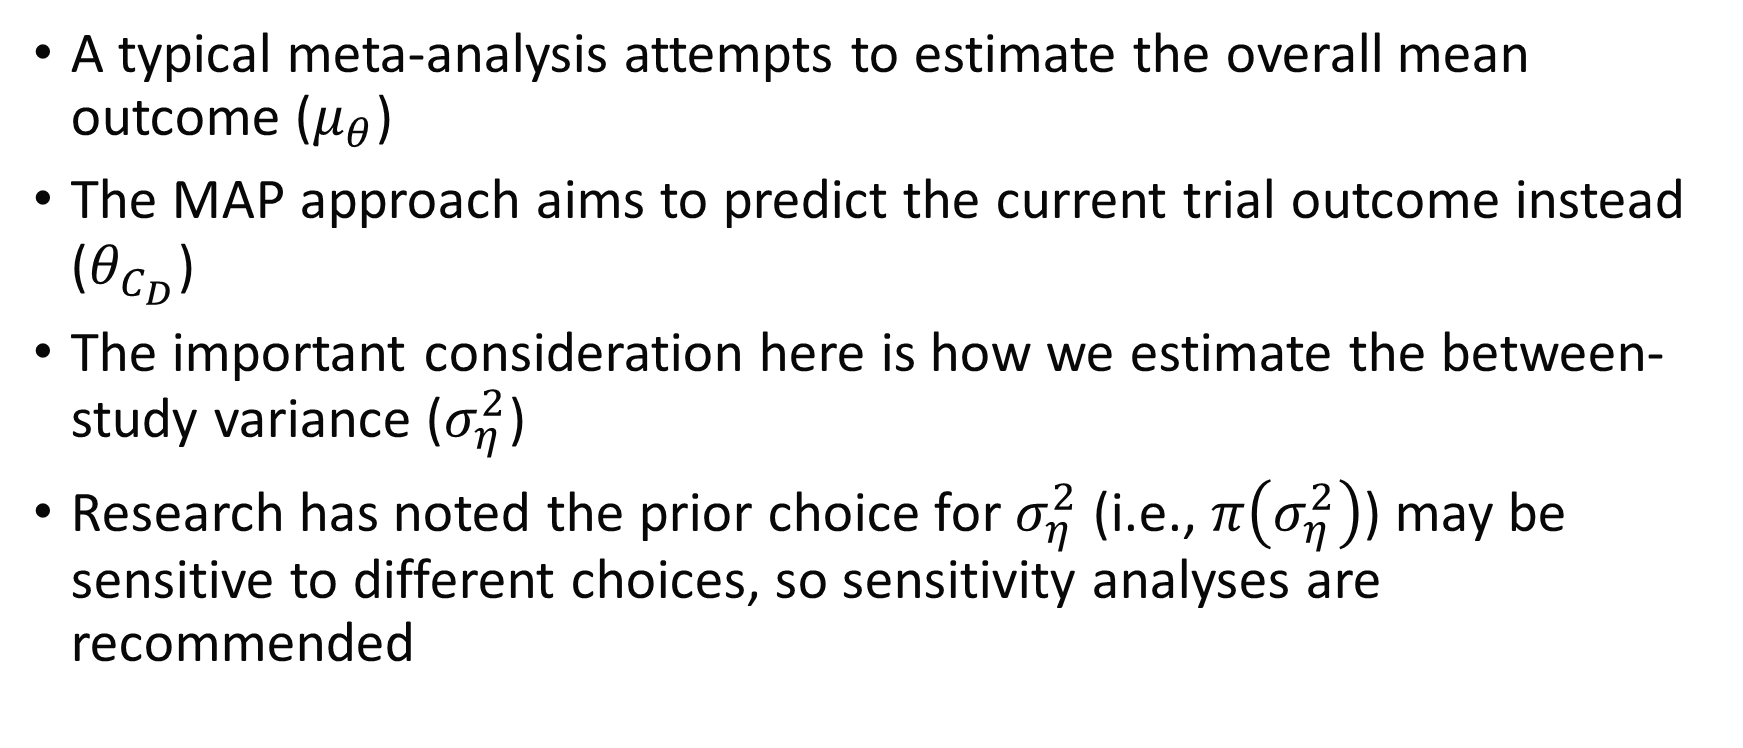 • A typical meta-analysis attempts to estimate the overall mean
outcome (μ_θ)
• The MAP approach aims to predict the current trial outcome instead
(θ_{C_D})
• The important consideration here is how we estimate the between-
study variance (σ_η^2)
• Research has noted the prior choice for σ_η^2 (i.e., π(σ_η^2)) may be
sensitive to different choices, so sensitivity analyses are
recommended